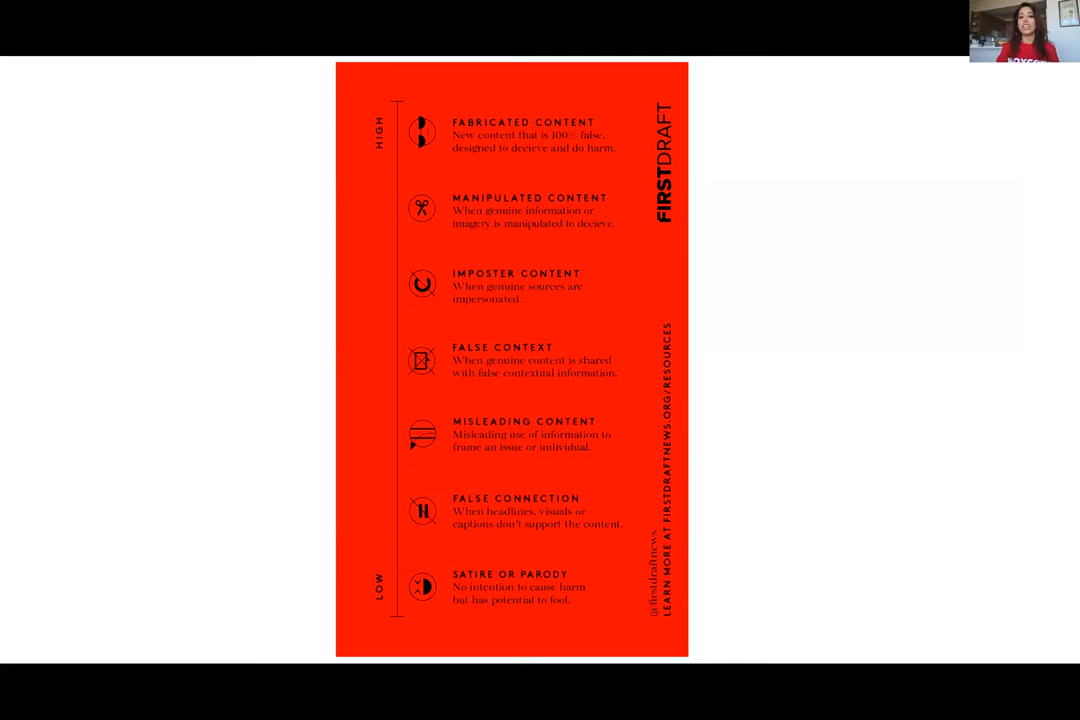 HIGH
FABRICATED CONTENT
New content that is 100% false,
designed to decieve and do harm.
MANIPULATED CONTENT
When genuine information or
imagery is manipulated to decieve.
IMPOSTER CONTENT
When genuine sources are
impersonated.
FALSE CONTEXT
When genuine content is shared
with false contextual information.
MISLEADING CONTENT
Misleading use of information to
frame an issue or individual.
FALSE CONNECTION
When headlines, visuals or
captions don't support the content.
LOW
SATIRE OR PARODY
No intention to cause harm
but has potential to fool.
FIRSTDRAFT
@firstdraftnews
LEARN MORE AT FIRSTDRAFTNEWS.ORG/RESOURCES